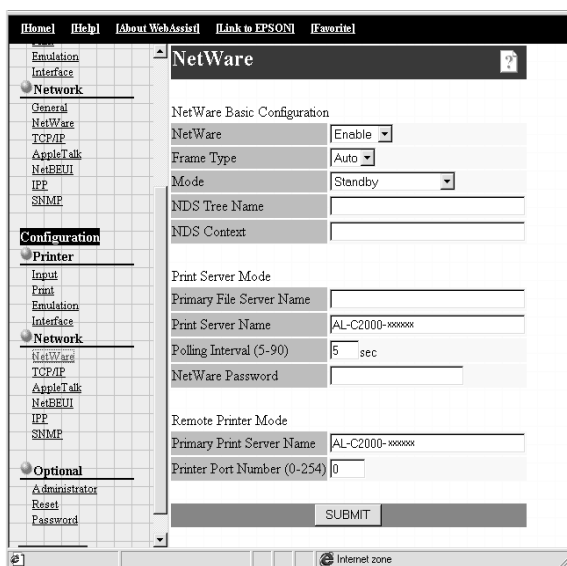 [Home] [Help] [About WebAssist] [Link to EPSON] [Favorite]
Emulation
Interface
Network
General
NetWare
TCP/IP
AppleTalk
NetBEUI
IPP
SNMP
Configuration
Printer
Input
Print
Emulation
Interface
Network
NetWare
TCP/IP
AppleTalk
NetBEUI
IPP
SNMP
Optional
Administrator
Reset
Password
NetWare ?
NetWare Basic Configuration
NetWare Enable
Frame Type Auto
Mode Standby
NDS Tree Name
NDS Context
Print Server Mode
Primary File Server Name
Print Server Name AL-C2000-xxxxxx
Polling Interval (5-90) 5 sec
NetWare Password
Remote Printer Mode
Primary Print Server Name AL-C2000-xxxxxx
Printer Port Number (0-254) 0
SUBMIT
Internet zone